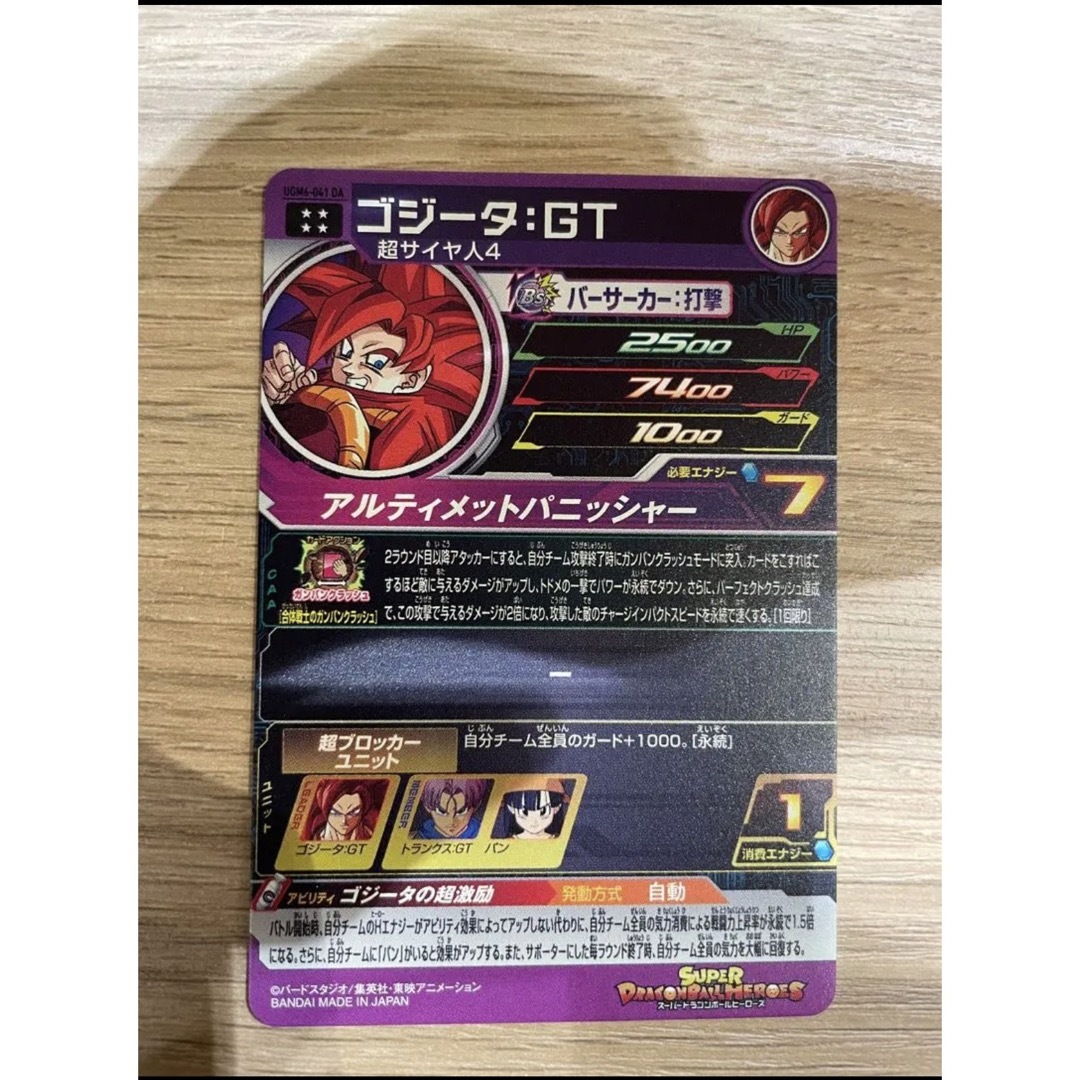 UGM6-041 DA
ゴジータ:GT
超サイヤ人4
Bs バーサーカー:打撃
HP
2500
パワー
7400
ガード
1000
必要エナジー 7
アルティメットパニッシャー
CAA
カードアクション
ガンバンクラッシュ
[合体戦士のガンバンクラッシュ]
2ラウンド目以降アタッカーにすると、自分チーム攻撃終了時にガンバンクラッシュモードに突入。カードをこすればこ
するほど敵に与えるダメージがアップし、トドメの一撃でパワーが永続でダウン。さらに、パーフェクトクラッシュ達成
で、この攻撃で与えるダメージが2倍になり、攻撃した敵のチャージインパクトスピードを永続で速くする。[1回限り]
ー
ユニット
超ブロッカー
ユニット
自分チーム全員のガード+1000。[永続]
LEADER
ゴジータ:GT
MEMBER
トランクス:GT
パン
1
消費エナジー
アビリティ ゴジータの超激励 発動方式 自動
バトル開始時、自分チームのHエナジーがアビリティ効果によってアップしない代わりに、自分チーム全員の気力消費による戦闘力上昇率が永続で1.5倍
になる。さらに、自分チームに「パン」がいると効果がアップする。また、サポーターにした毎ラウンド終了時、自分チーム全員の気力を大幅に回復する。
©バードスタジオ/集英社・東映アニメーション
BANDAI MADE IN JAPAN
SUPER
DRAGONBALL HEROES
スーパードラゴンボールヒーローズ